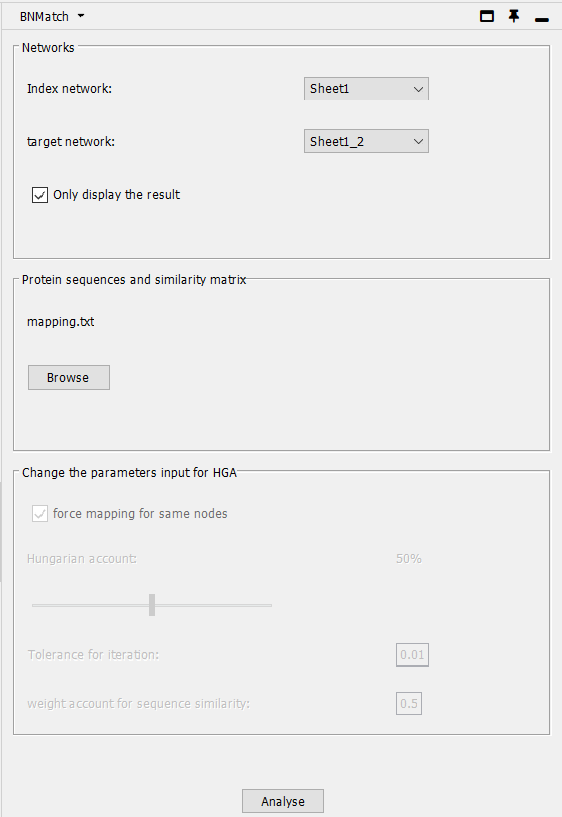 BNMatch
Networks
Index network: Sheet1
target network: Sheet1_2
Only display the result
Protein sequences and similarity matrix
mapping.txt
Browse
Change the parameters input for HGA
force mapping for same nodes
Hungarian account: 50%
Tolerance for iteration: 0.01
weight account for sequence similarity: 0.5
Analyse